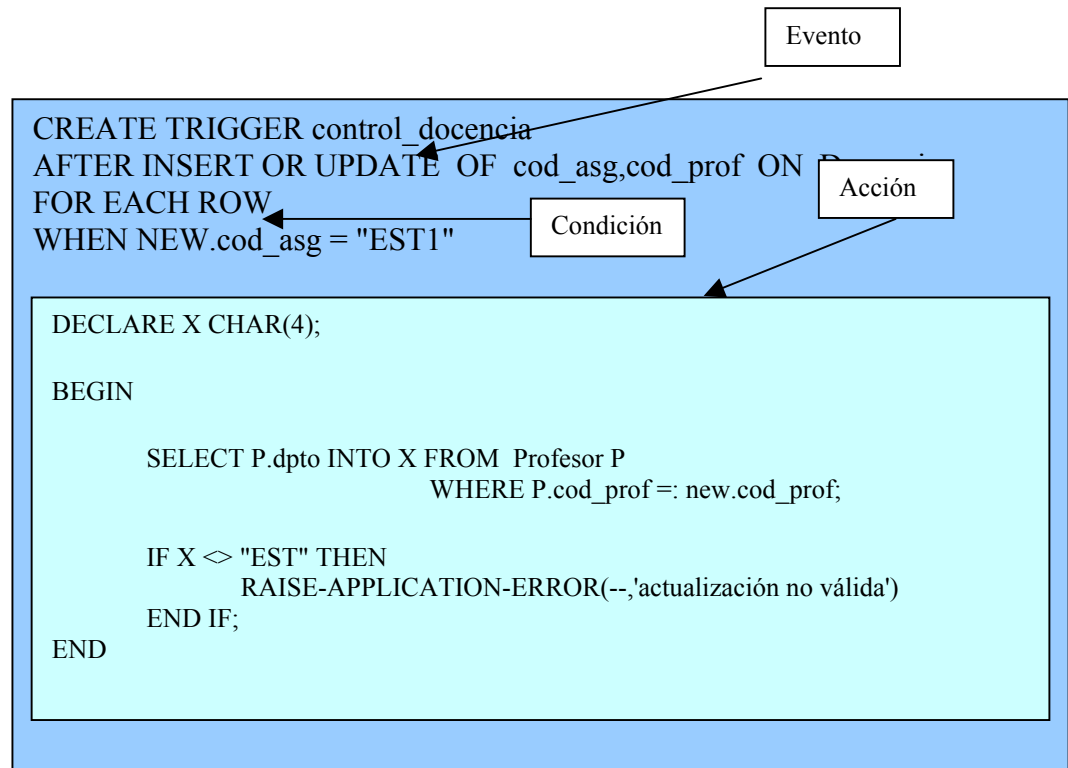 Evento
CREATE TRIGGER control_docencia
AFTER INSERT OR UPDATE OF cod_asg,cod_prof ON
Acción
FOR EACH ROW
Condición
WHEN NEW.cod_asg = "EST1"
DECLARE X CHAR(4);
BEGIN
SELECT P.dpto INTO X FROM Profesor P
WHERE P.cod_prof =: new.cod_prof;
IF X <> "EST" THEN
RAISE-APPLICATION-ERROR(--,'actualización no válida')
END IF;
END